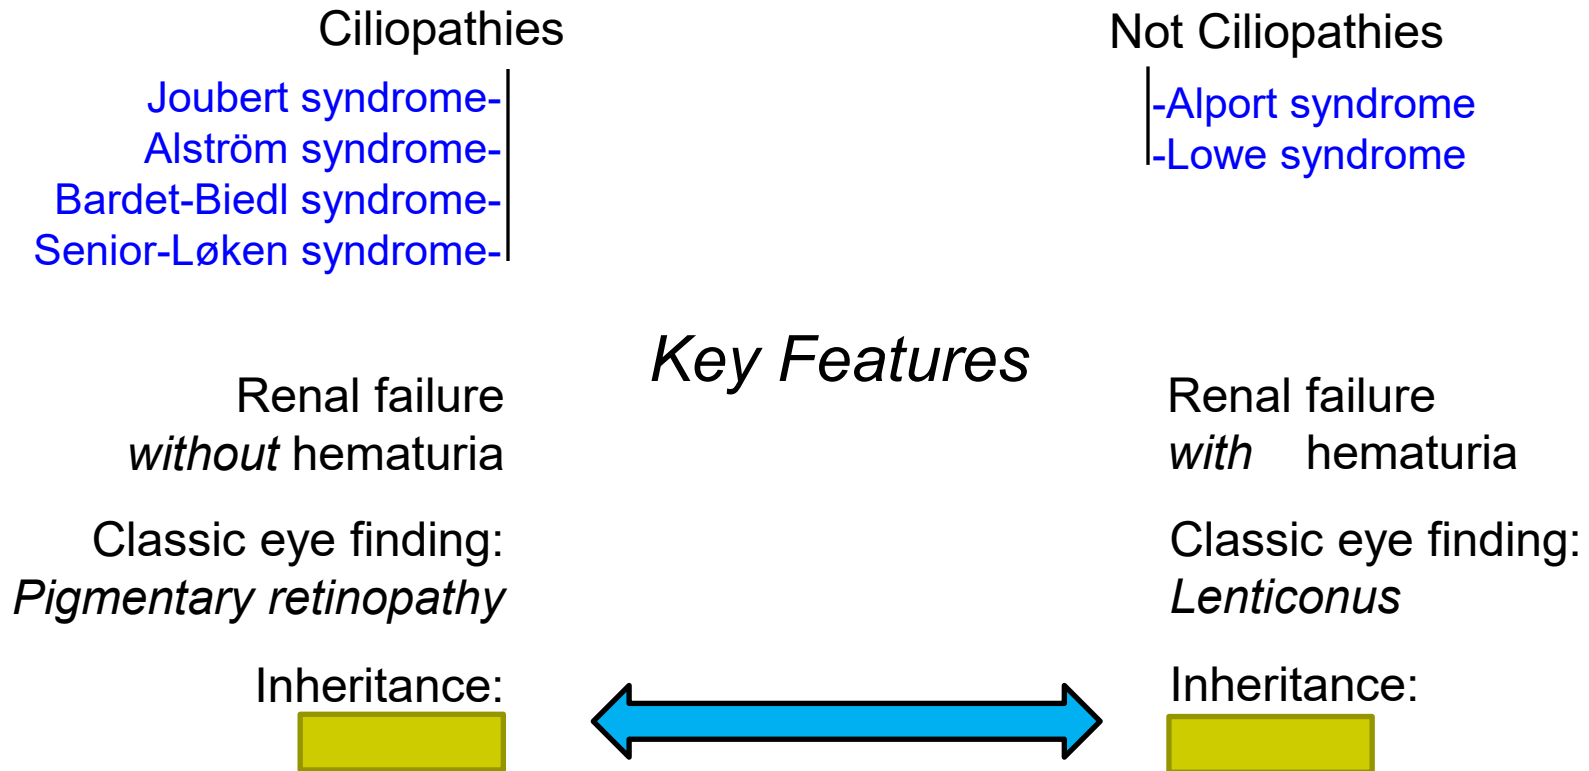 Ciliopathies
Joubert syndrome-
Alström syndrome-
Bardet-Biedl syndrome-
Senior-Løken syndrome-
Not Ciliopathies
-Alport syndrome
-Lowe syndrome
Key Features
Renal failure
without hematuria
Classic eye finding:
Pigmentary retinopathy
Inheritance:
Renal failure
with hematuria
Classic eye finding:
Lenticonus
Inheritance: